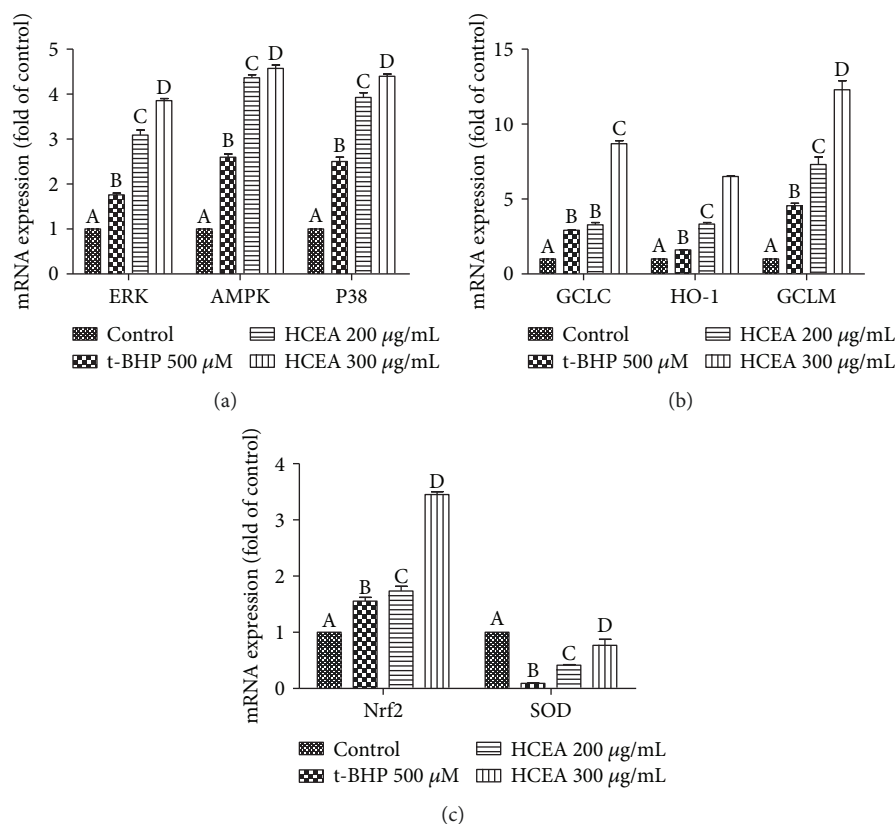 mRNA expression (fold of control)
5
4
3
2
1
0
A
B
C
D
A
B
C
D
A
B
C
D
ERK
AMPK
P38
Control
t-BHP 500 μM
HCEA 200 μg/mL
HCEA 300 μg/mL
(a)
mRNA expression (fold of control)
15
10
5
0
A
B
B
C
A
B
C
A
B
C
D
GCLC
HO-1
GCLM
Control
t-BHP 500 μM
HCEA 200 μg/mL
HCEA 300 μg/mL
(b)
mRNA expression (fold of control)
4
3
2
1
0
A
B
C
D
A
B
C
D
Nrf2
SOD
Control
t-BHP 500 μM
HCEA 200 μg/mL
HCEA 300 μg/mL
(c)